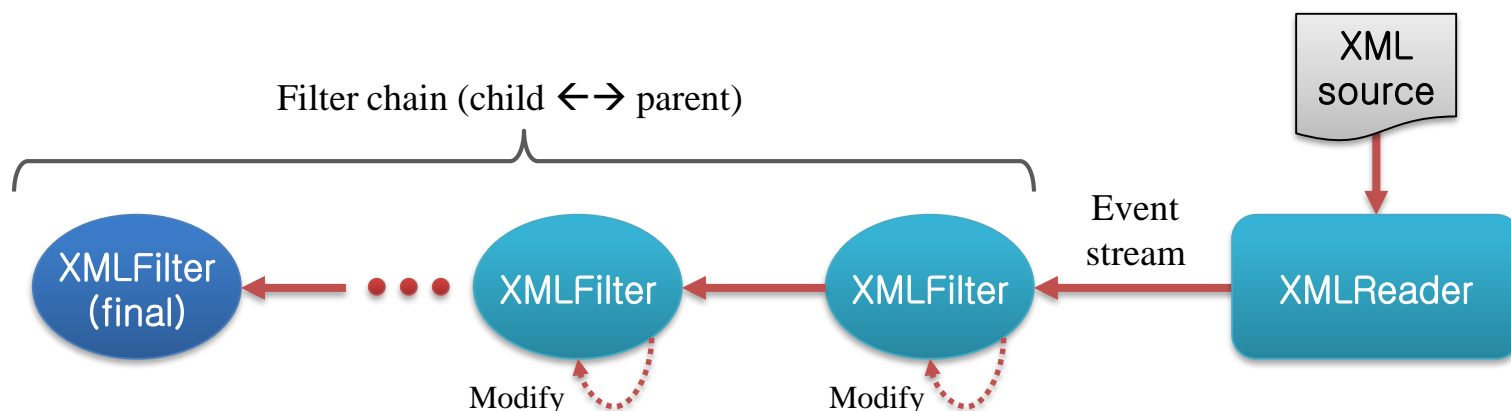 XML
source
Filter chain (child ←→ parent)
Event
stream
XMLFilter
(final)
XMLFilter
XMLFilter
XMLReader
Modify
Modify